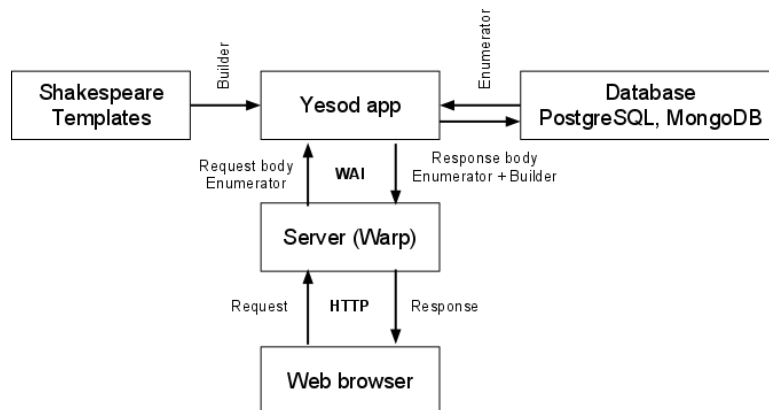 Builder
Enumerator
Shakespeare
Templates
Yesod app
Database
PostgreSQL, MongoDB
Request body
Enumerator
WAI
Response body
Enumerator + Builder
Server (Warp)
Request
HTTP
Response
Web browser